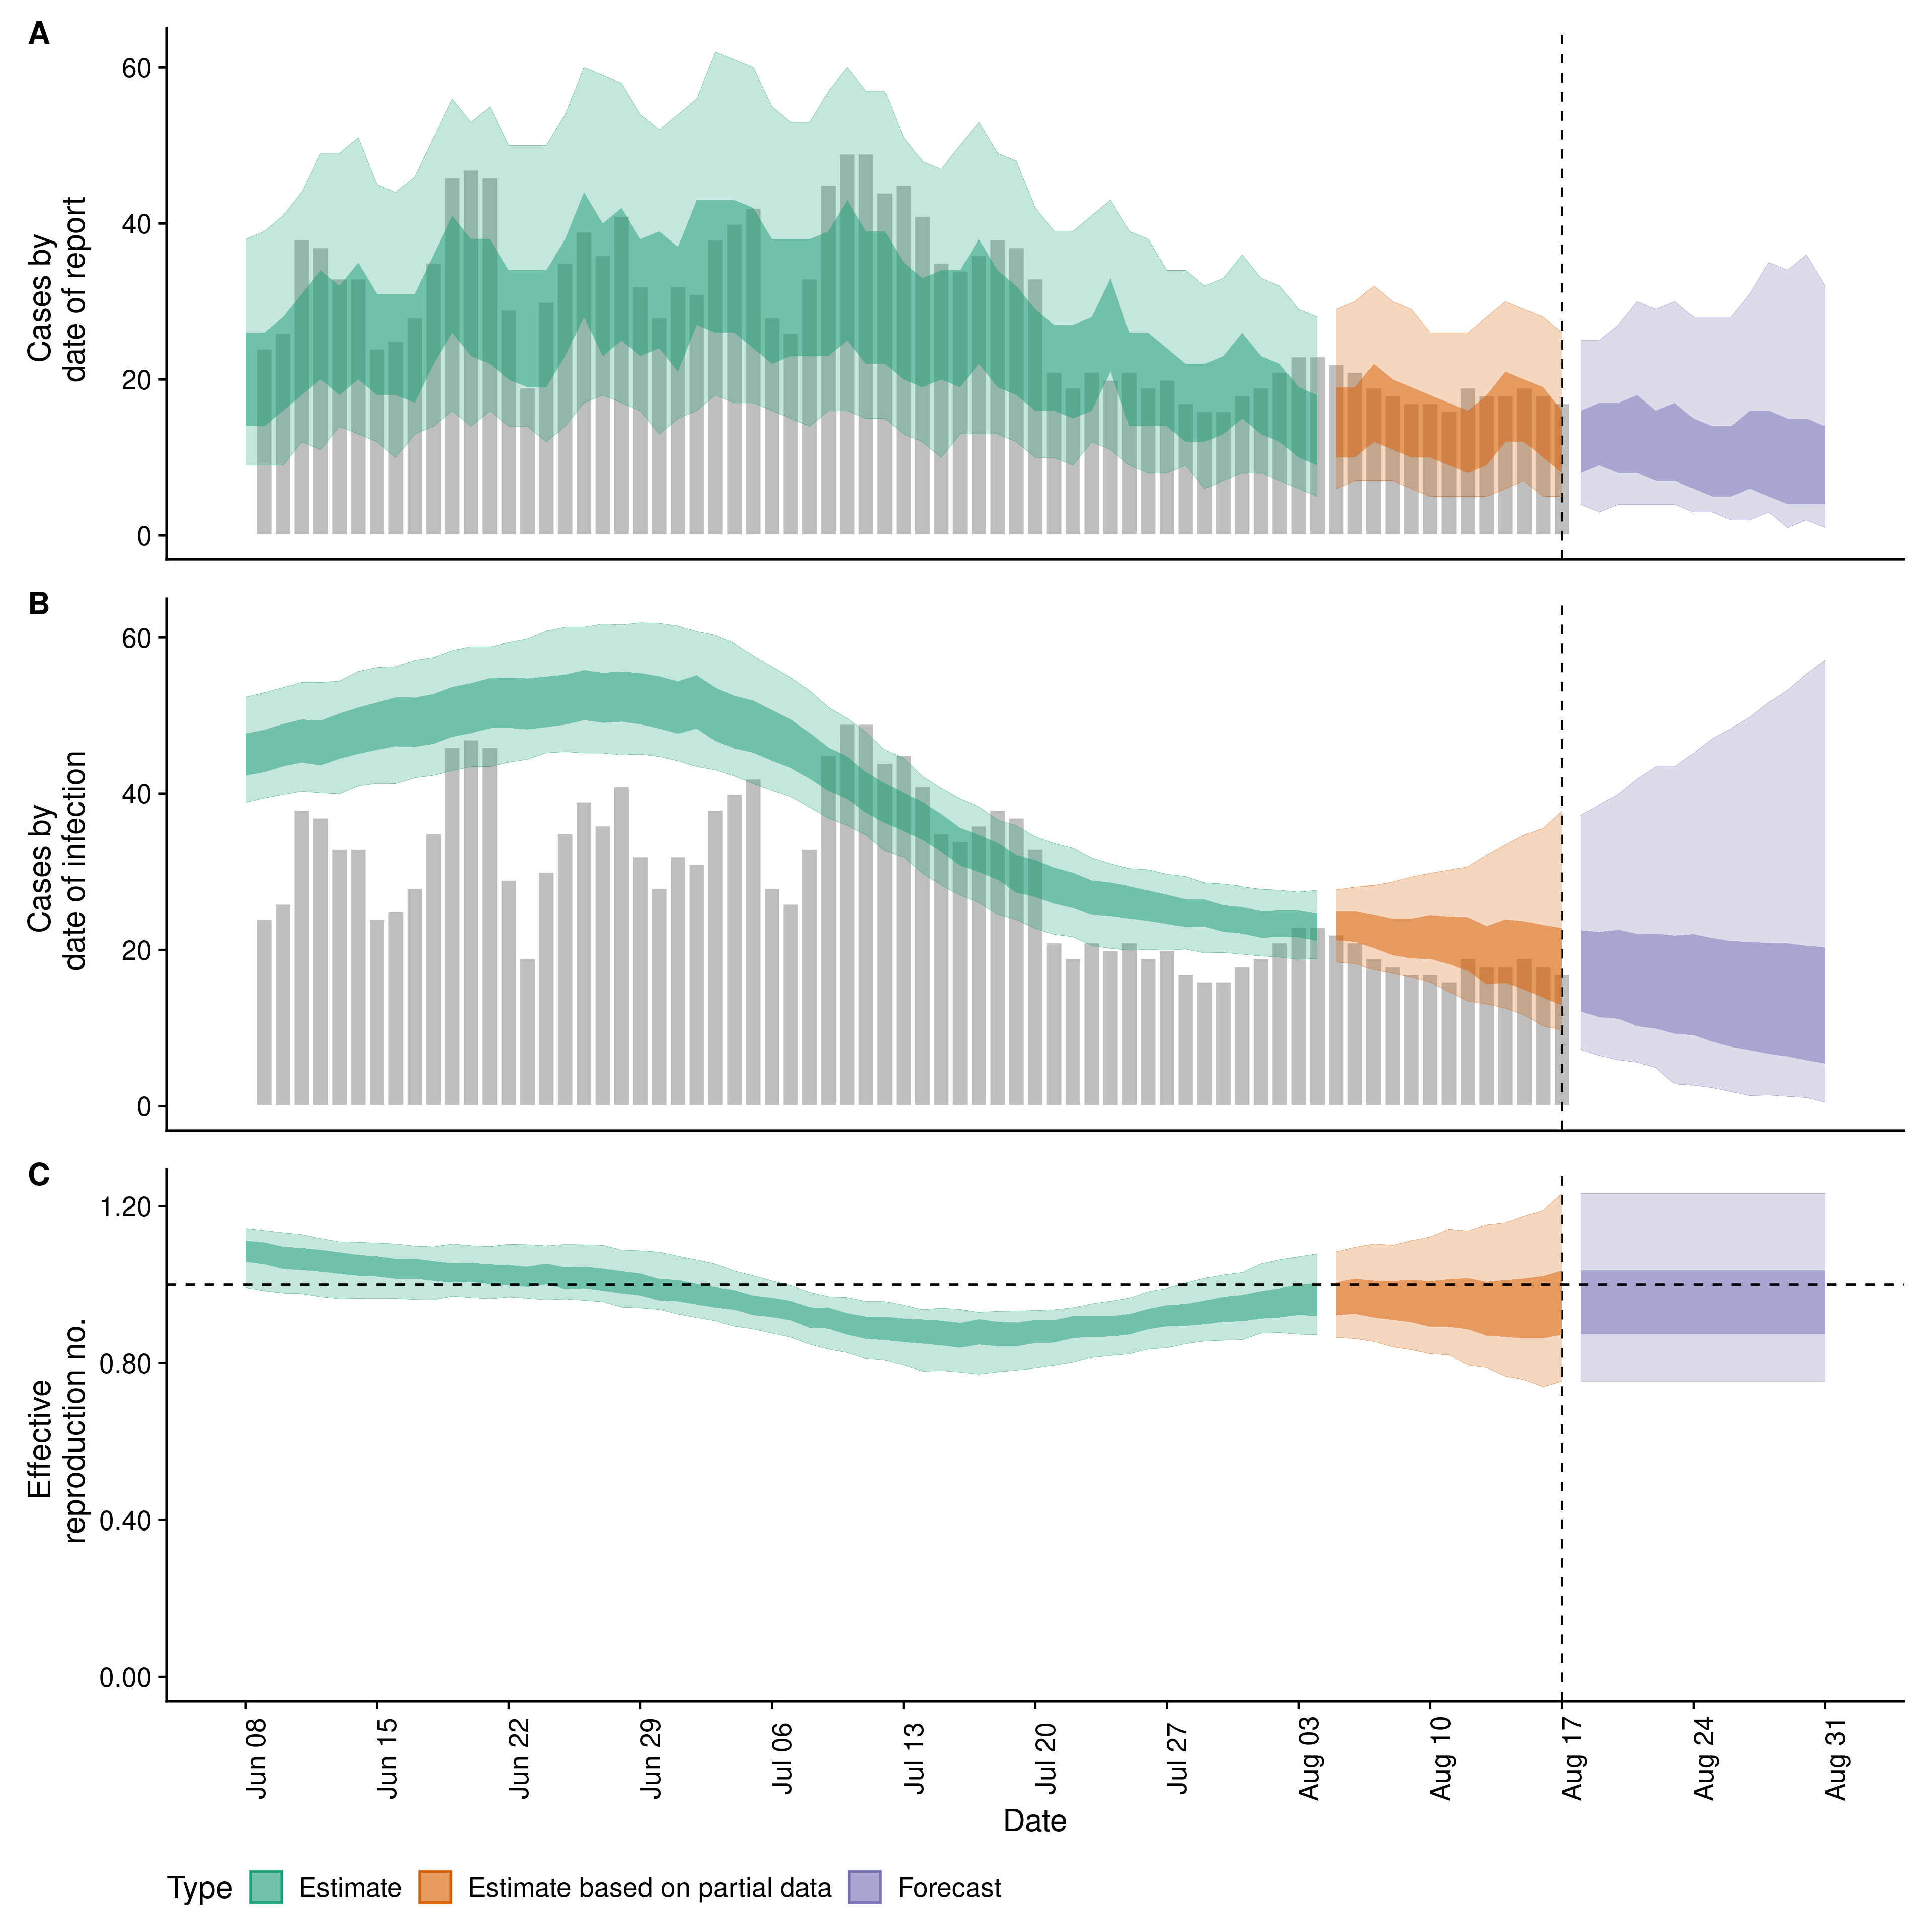 A
60
40
20
0
Cases by
date of report
B
60
40
20
0
Cases by
date of infection
C
1.20
0.80
0.40
0.00
Effective
reproduction no.
Jun 08
Jun 15
Jun 22
Jun 29
Jul 06
Jul 13
Jul 20
Jul 27
Aug 03
Aug 10
Aug 17
Aug 24
Aug 31
Date
Type Estimate Estimate based on partial data Forecast